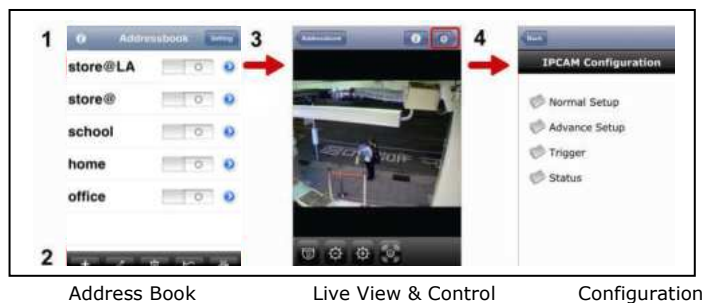 1
Addressbook
Setting
store@LA
store@
school
home
office
2
3
Addressbook
4
Back
IPCAM Configuration
Normal Setup
Advance Setup
Trigger
Status
Address Book
Live View & Control
Configuration